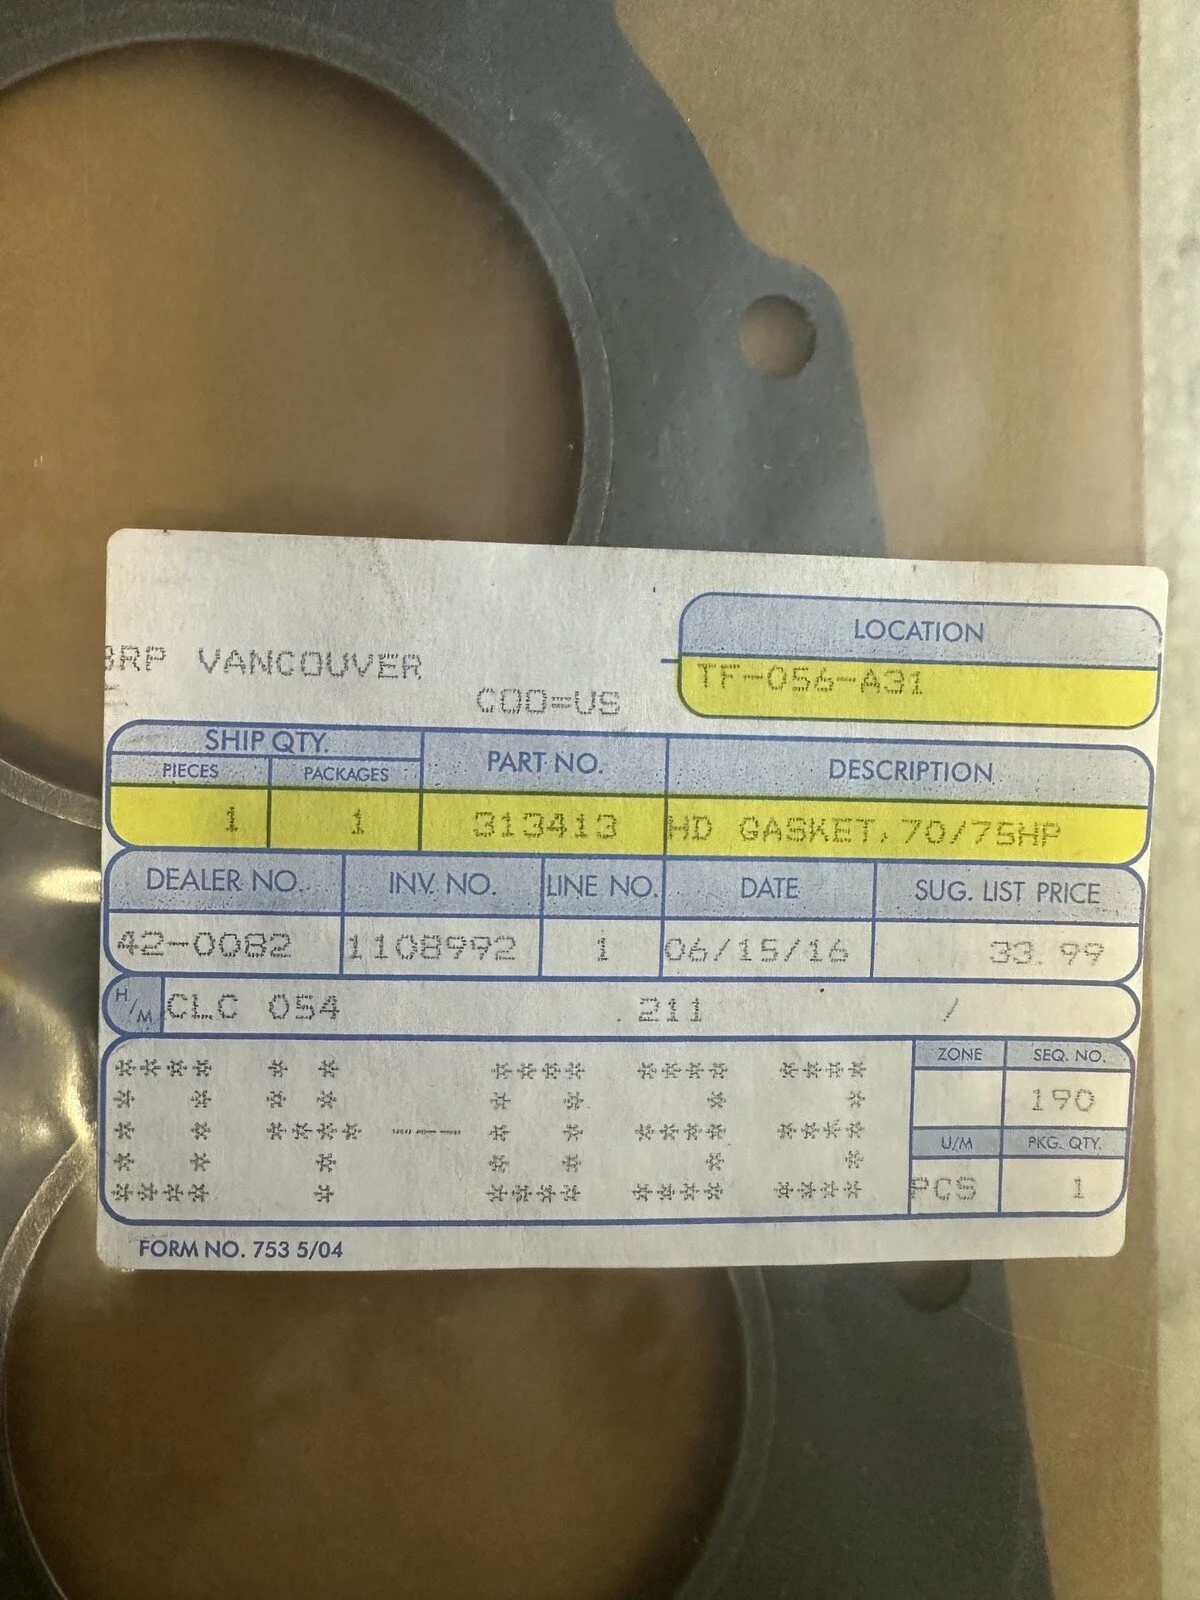 BRP VANCOUVER
COO=US
LOCATION
TF-056-A31
SHIP QTY.
PIECES PACKAGES PART NO. DESCRIPTION
1 1 313413 HD GASKET,70/75HP
DEALER NO. INV. NO. LINE NO. DATE SUG. LIST PRICE
42-0082 1108992 1 06/15/16 33.99
H/M CLC 054 .211 /
ZONE SEQ. NO.
190
U/M PKG. QTY.
PCS 1
FORM NO. 753 5/04